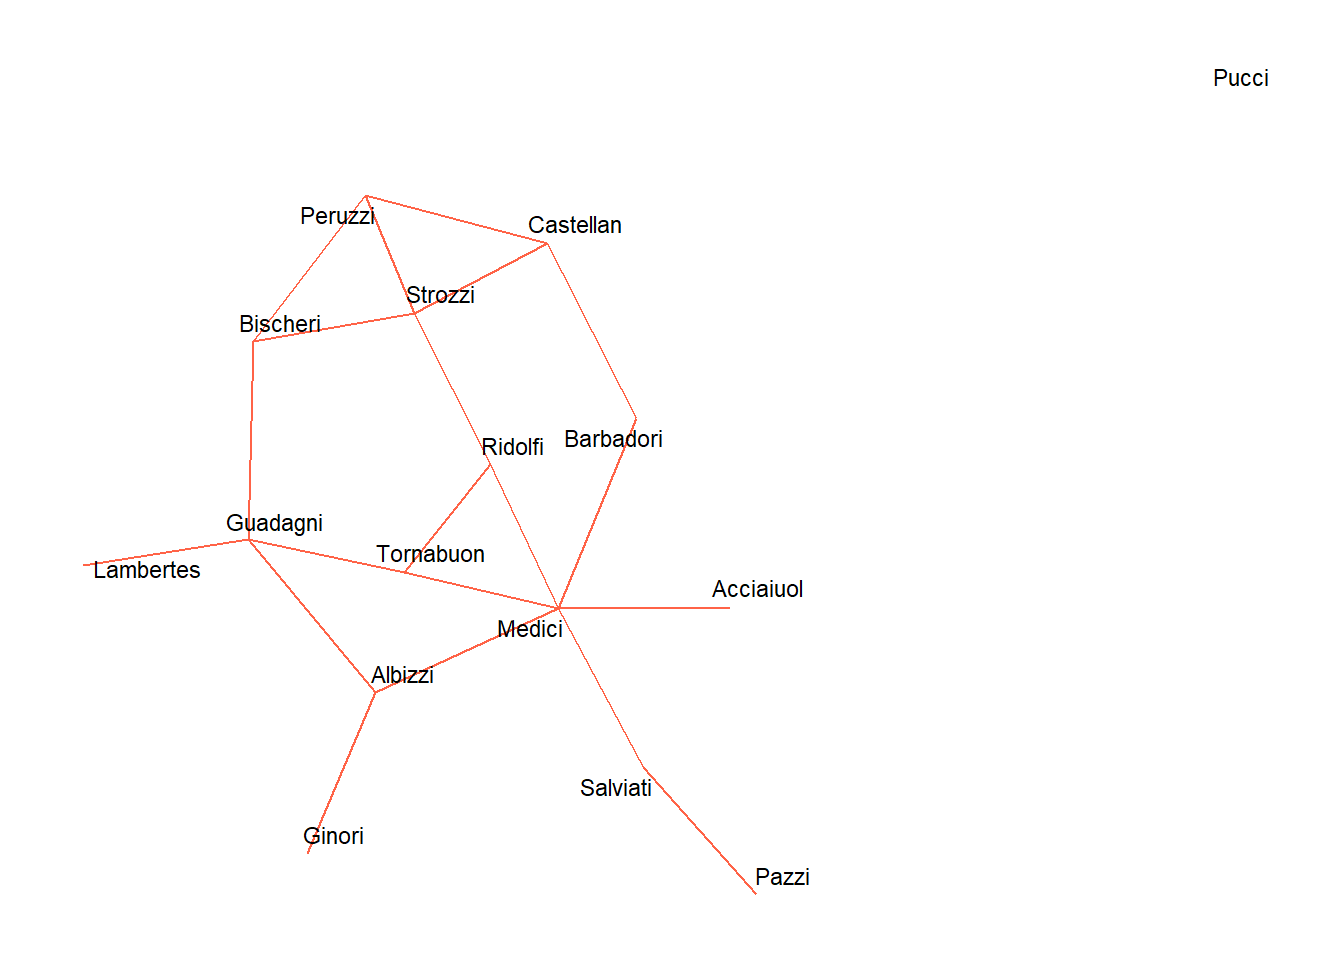 Pucci
Peruzzi
Castellan
Strozzi
Bischeri
Ridolfi
Barbadori
Guadagni
Tornabuon
Lambertes
Acciaiuol
Medici
Albizzi
Salviati
Ginori
Pazzi